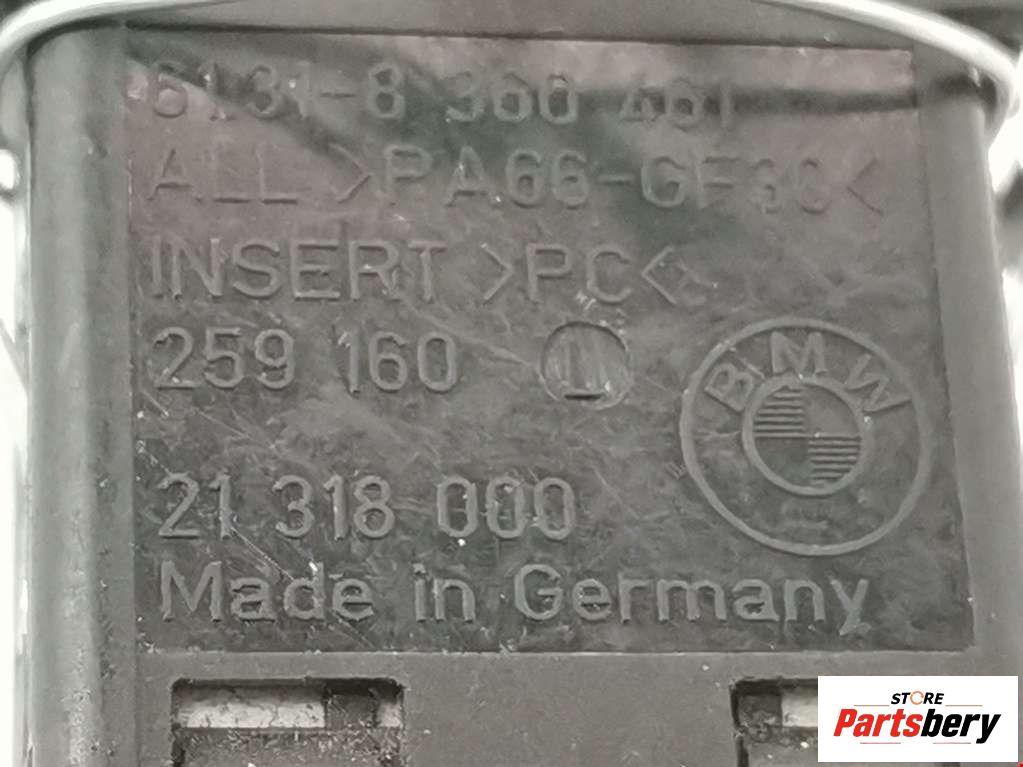 6131-8 360 461
ALL >PA66-GF30<
INSERT >PC<
259 160
BMW
21 318 000
Made in Germany
STORE
Partsbery